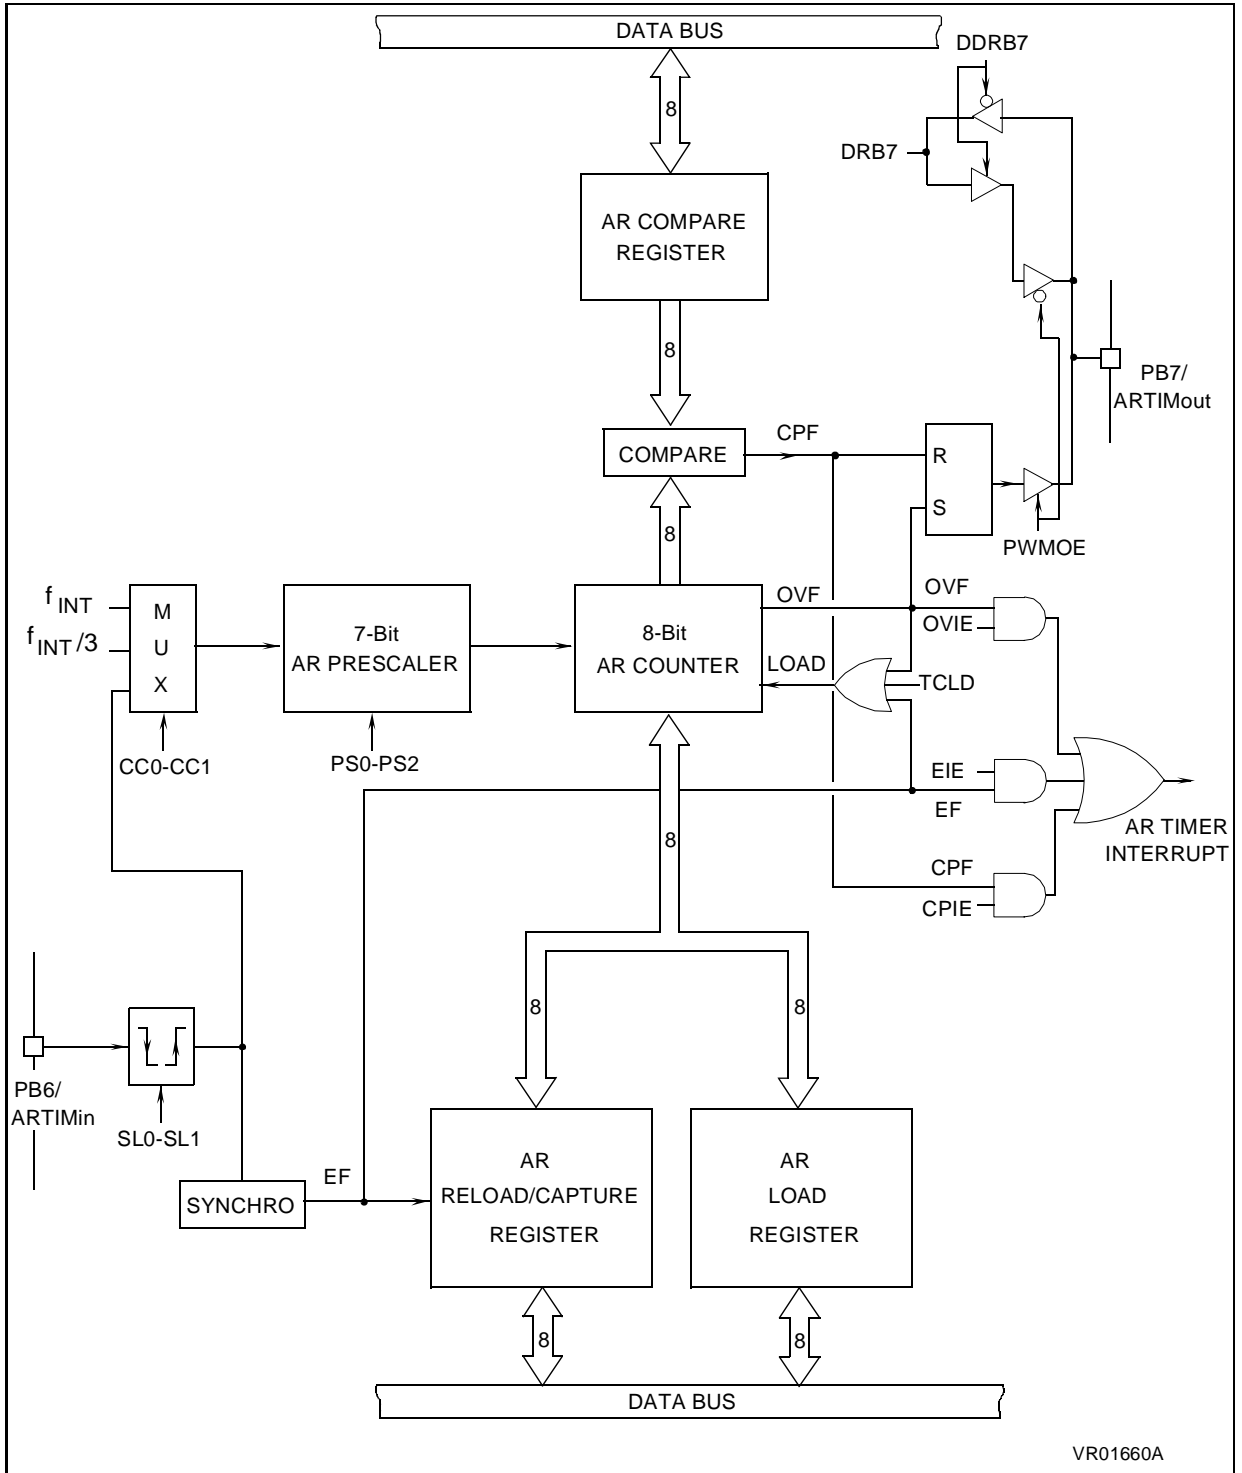 DATA BUS
DDRB7
8
DRB7
AR COMPARE
REGISTER
8
PB7/
ARTIMout
CPF
COMPARE
R
S
8
PWMOE
f INT
f INT /3
M
U
X
7-Bit
AR PRESCALER
8-Bit
AR COUNTER
OVF
OVF
OVIE
LOAD
TCLD
CC0-CC1
PS0-PS2
EIE
EF
AR TIMER
INTERRUPT
8
CPF
CPIE
8
8
PB6/
ARTIMin
SL0-SL1
EF
SYNCHRO
AR
RELOAD/CAPTURE
REGISTER
AR
LOAD
REGISTER
8
8
DATA BUS
VR01660A